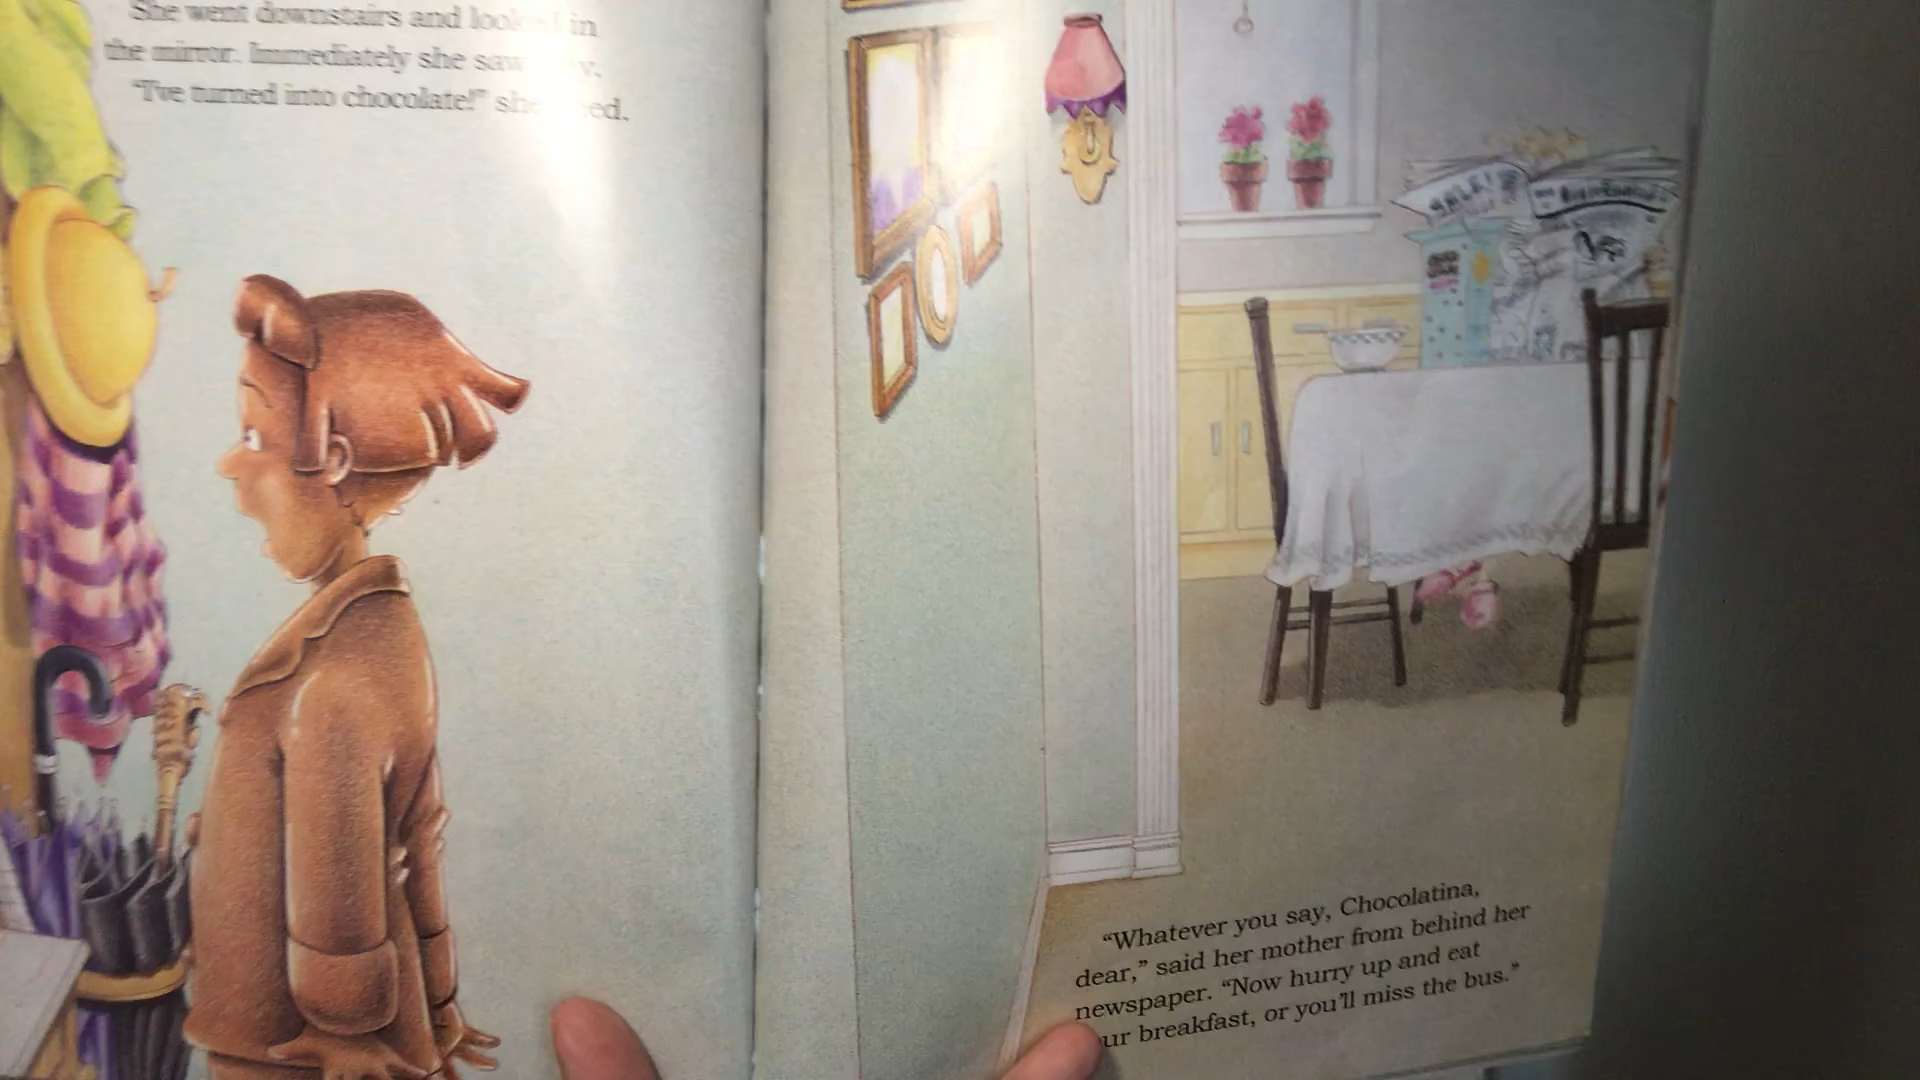 She went downstairs and looked in
the mirror. Immediately she saw
"I've turned into chocolate!" she
SALE!
"Whatever you say, Chocolatina,
dear," said her mother from behind her
newspaper. "Now hurry up and eat
ur breakfast, or you'll miss the bus."